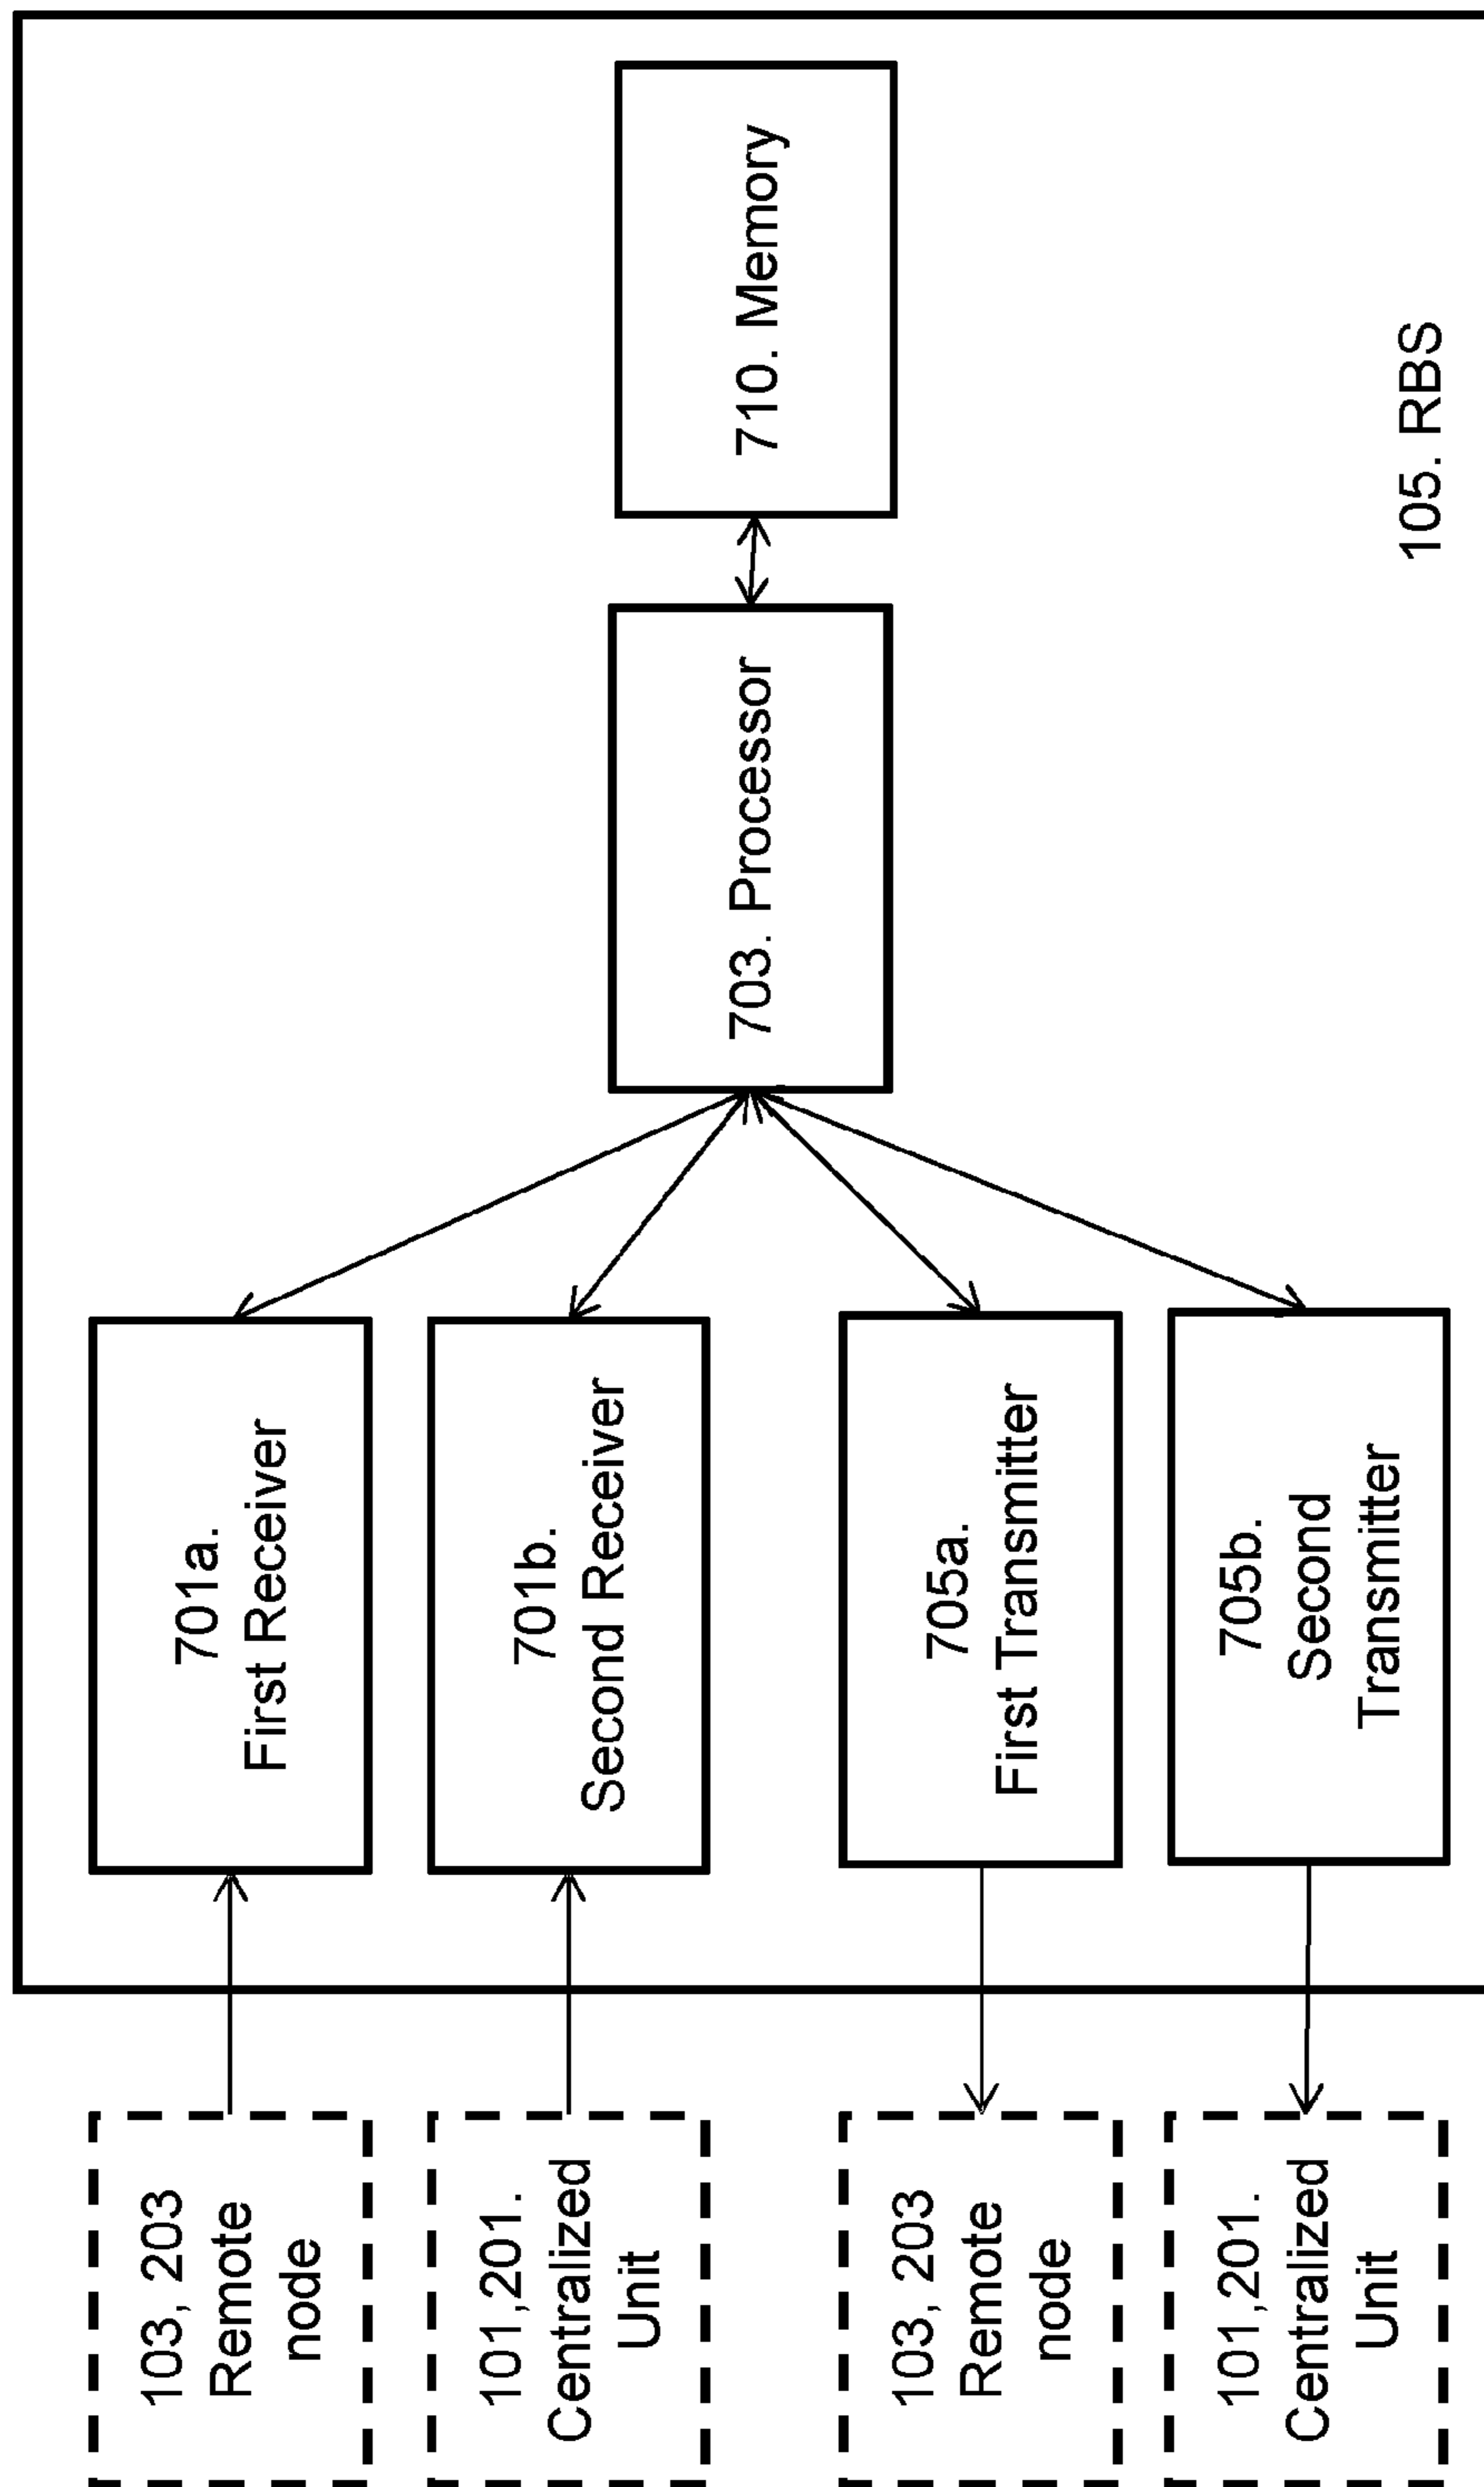 103, 203
Remote
node
701a.
First Receiver
101,201.
Centralized
Unit
701b.
Second Receiver
703. Processor
710. Memory
103, 203
Remote
node
705a.
First Transmitter
101,201.
Centralized
Unit
705b.
Second
Transmitter
105. RBS